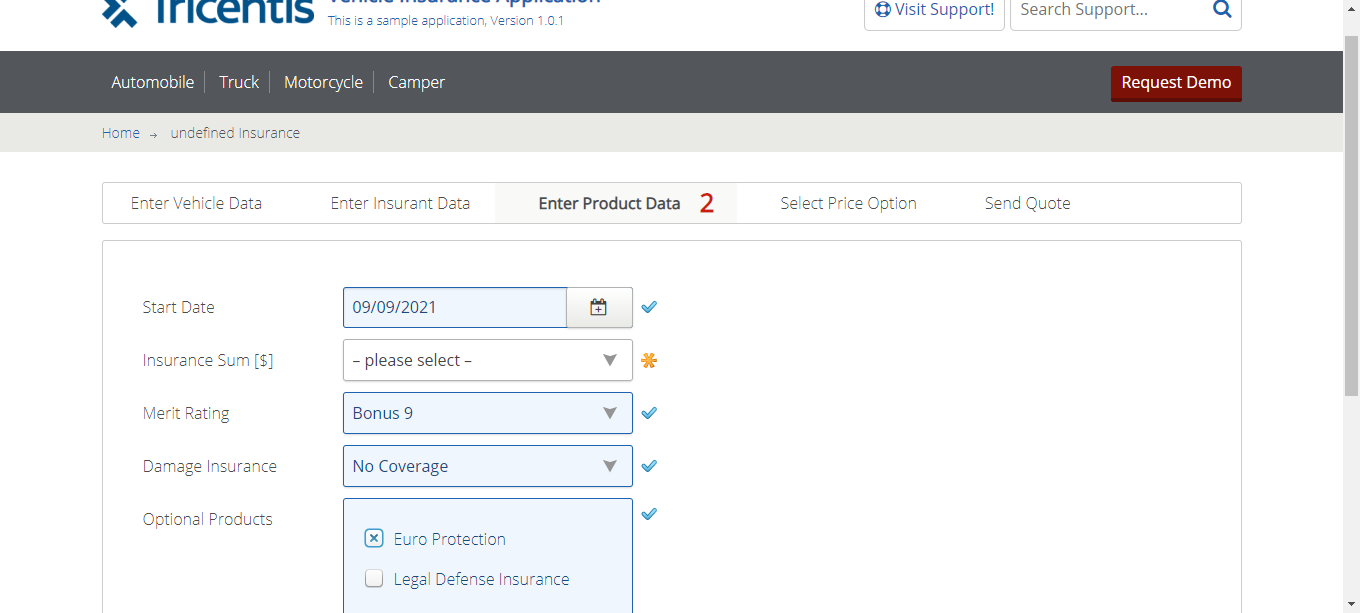 Tricentis
Vehicle Insurance Application
This is a sample application, Version 1.0.1
Visit Support!
Search Support...
Automobile
Truck
Motorcycle
Camper
Request Demo
Home → undefined Insurance
Enter Vehicle Data
Enter Insurant Data
Enter Product Data 2
Select Price Option
Send Quote
Start Date
09/09/2021
Insurance Sum [$]
– please select –
Merit Rating
Bonus 9
Damage Insurance
No Coverage
Optional Products
Euro Protection
Legal Defense Insurance